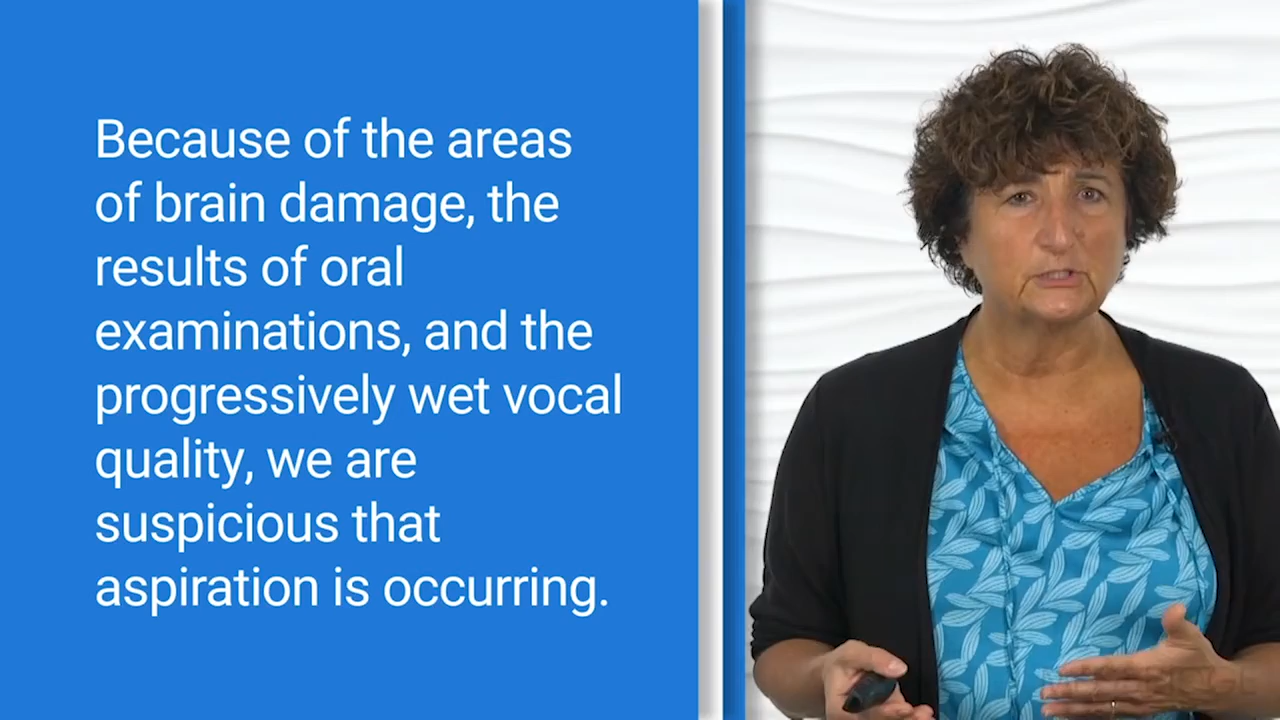 Because of the areas
of brain damage, the
results of oral
examinations, and the
progressively wet vocal
quality, we are
suspicious that
aspiration is occurring.